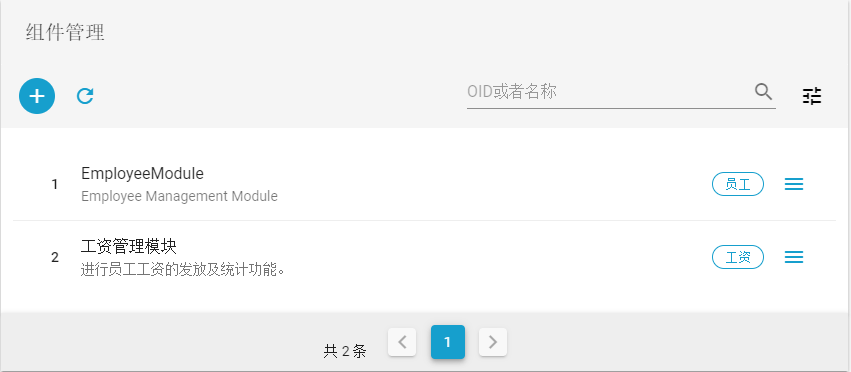 组件管理
OID或者名称
1
EmployeeModule
员工
Employee Management Module
2
工资管理模块
工资
进行员工工资的发放及统计功能。
共 2 条
1